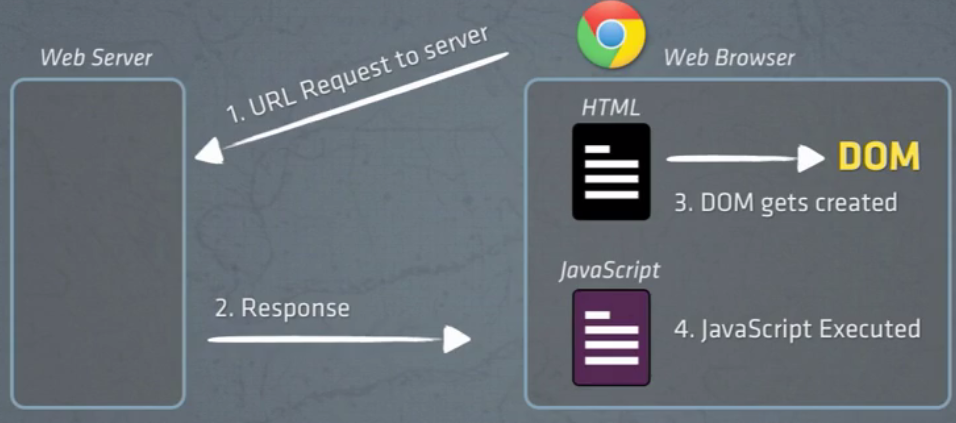 Web Server
1. URL Request to server
Web Browser
HTML
DOM
3. DOM gets created
JavaScript
2. Response
4. JavaScript Executed